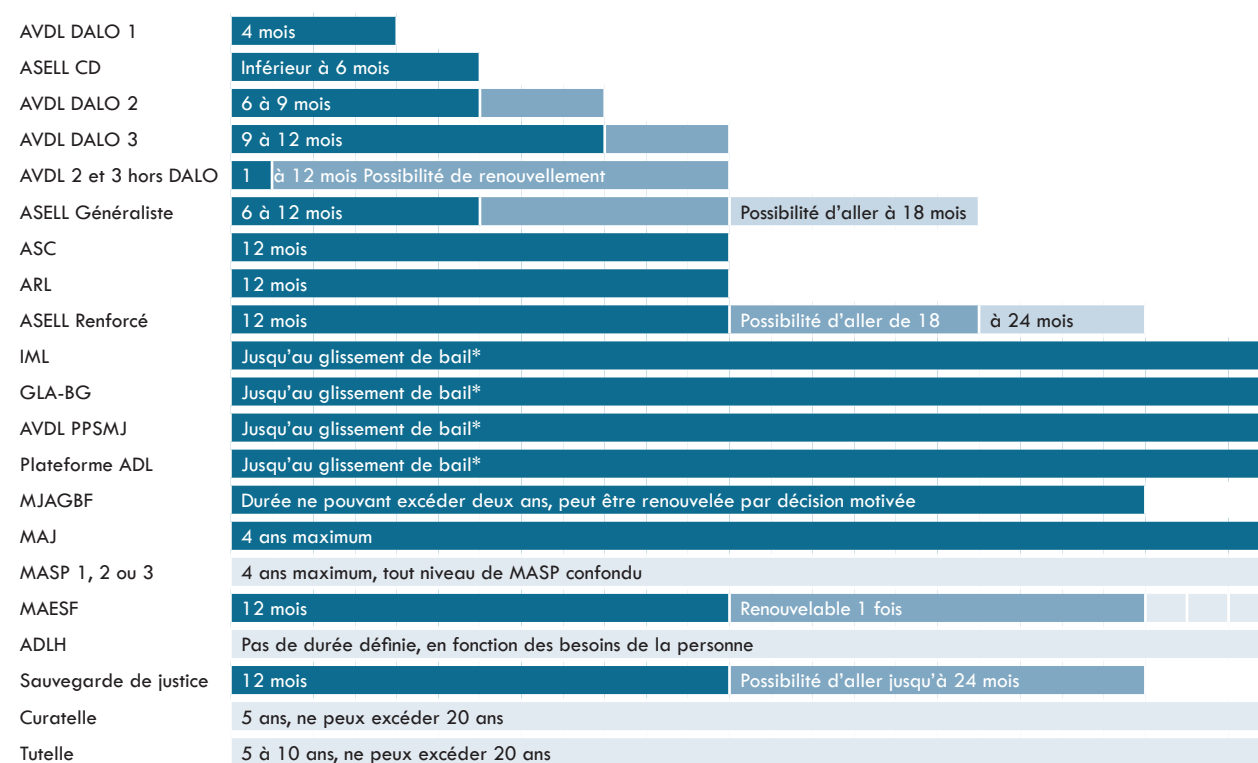 AVDL DALO 1 4 mois
ASELL CD Inférieur à 6 mois
AVDL DALO 2 6 à 9 mois
AVDL DALO 3 9 à 12 mois
AVDL 2 et 3 hors DALO 1 à 12 mois Possibilité de renouvellement
ASELL Généraliste 6 à 12 mois Possibilité d'aller à 18 mois
ASC 12 mois
ARL 12 mois
ASELL Renforcé 12 mois Possibilité d'aller de 18 à 24 mois
IML Jusqu'au glissement de bail*
GLA-BG Jusqu'au glissement de bail*
AVDL PPSMJ Jusqu'au glissement de bail*
Plateforme ADL Jusqu'au glissement de bail*
MJAGBF Durée ne pouvant excéder deux ans, peut être renouvelée par décision motivée
MAJ 4 ans maximum
MASP 1, 2 ou 3 4 ans maximum, tout niveau de MASP confondu
MAESF 12 mois Renouvelable 1 fois
ADLH Pas de durée définie, en fonction des besoins de la personne
Sauvegarde de justice 12 mois Possibilité d'aller jusqu'à 24 mois
Curatelle 5 ans, ne peux excéder 20 ans
Tutelle 5 à 10 ans, ne peux excéder 20 ans